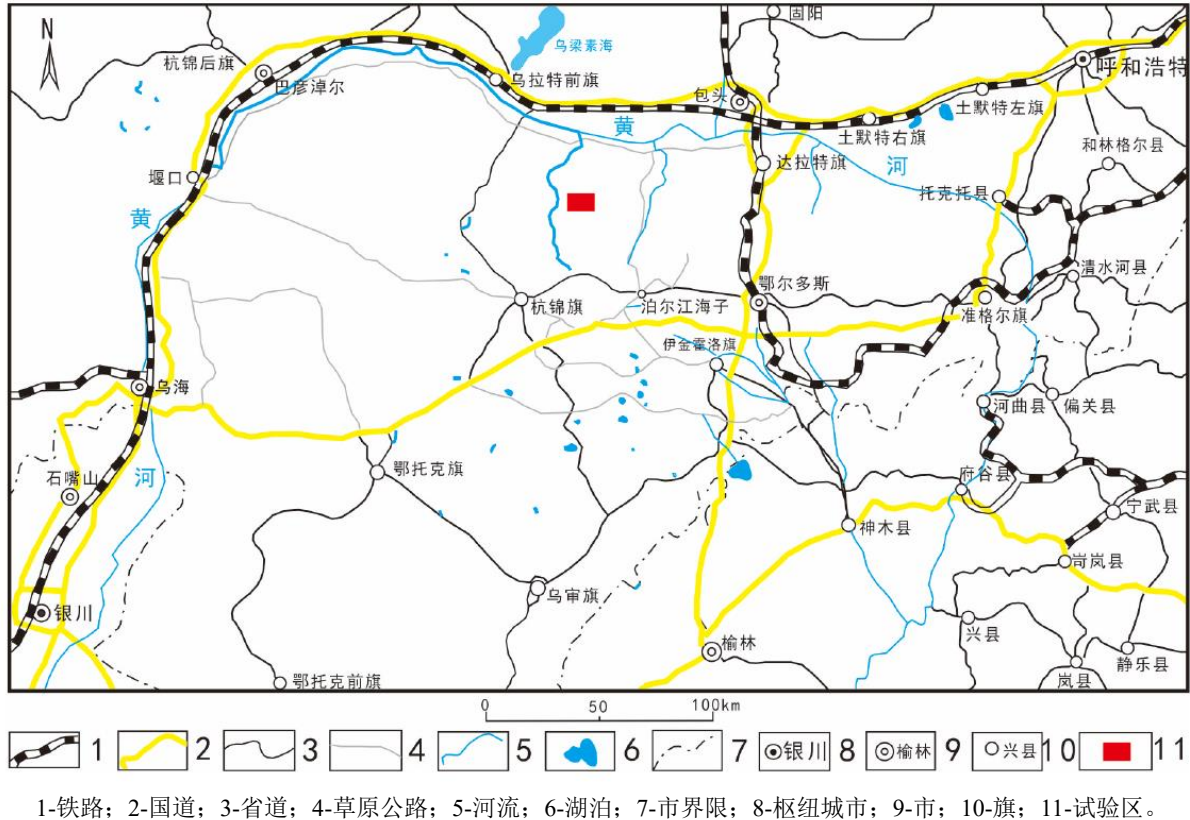 N
固阳
乌梁素海
杭锦后旗
呼和浩特
巴彦淖尔
乌拉特前旗
包头
土默特左旗
黄
土默特右旗
河
和林格尔县
达拉特旗
堰口
托克托县
黄
清水河县
杭锦旗
泊尔江海子
鄂尔多斯
准格尔旗
伊金霍洛旗
乌海
河曲县
偏关县
石嘴山
河
鄂托克旗
府谷县
宁武县
神木县
岢岚县
乌审旗
银川
兴县
榆林
静乐县
鄂托克前旗
岚县
0 50 100km
1 2 3 4 5 6 7 银川 8 榆林 9 兴县 10 11
1-铁路；2-国道；3-省道；4-草原公路；5-河流；6-湖泊；7-市界限；8-枢纽城市；9-市；10-旗；11-试验区。